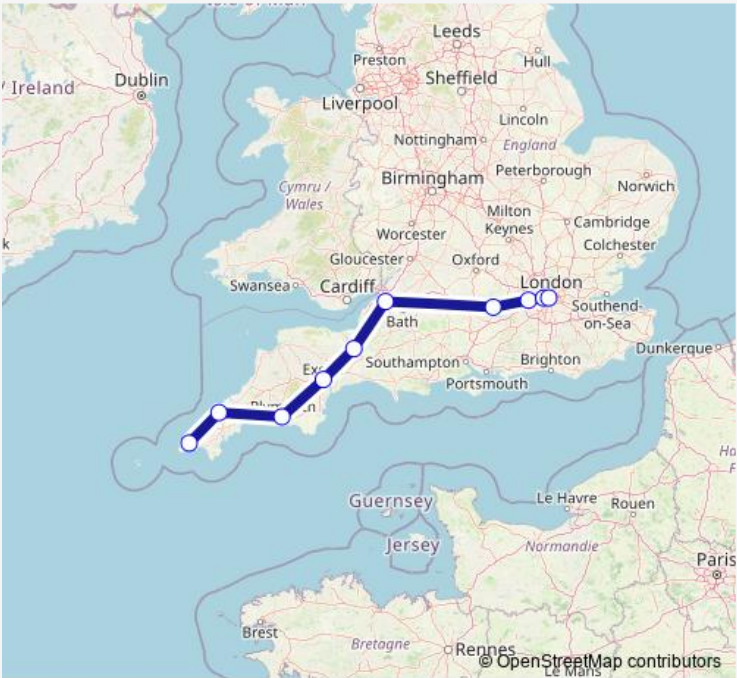 Leeds
Preston
Hull
Dublin
Sheffield
Ireland
Liverpool
Lincoln
Nottingham
England
Birmingham
Peterborough
Norwich
Cymru /
Wales
Milton
Keynes
Cambridge
Worcester
Colchester
Gloucester
Oxford
Swansea
Cardiff
London
Southend-
on-Sea
Bath
Southampton
Brighton
Dunkerque
Portsmouth
Guernsey
Le Havre
Rouen
Jersey
Normandie
Paris
Brest
Bretagne
Rennes
© OpenStreetMap contributors
Le Mans